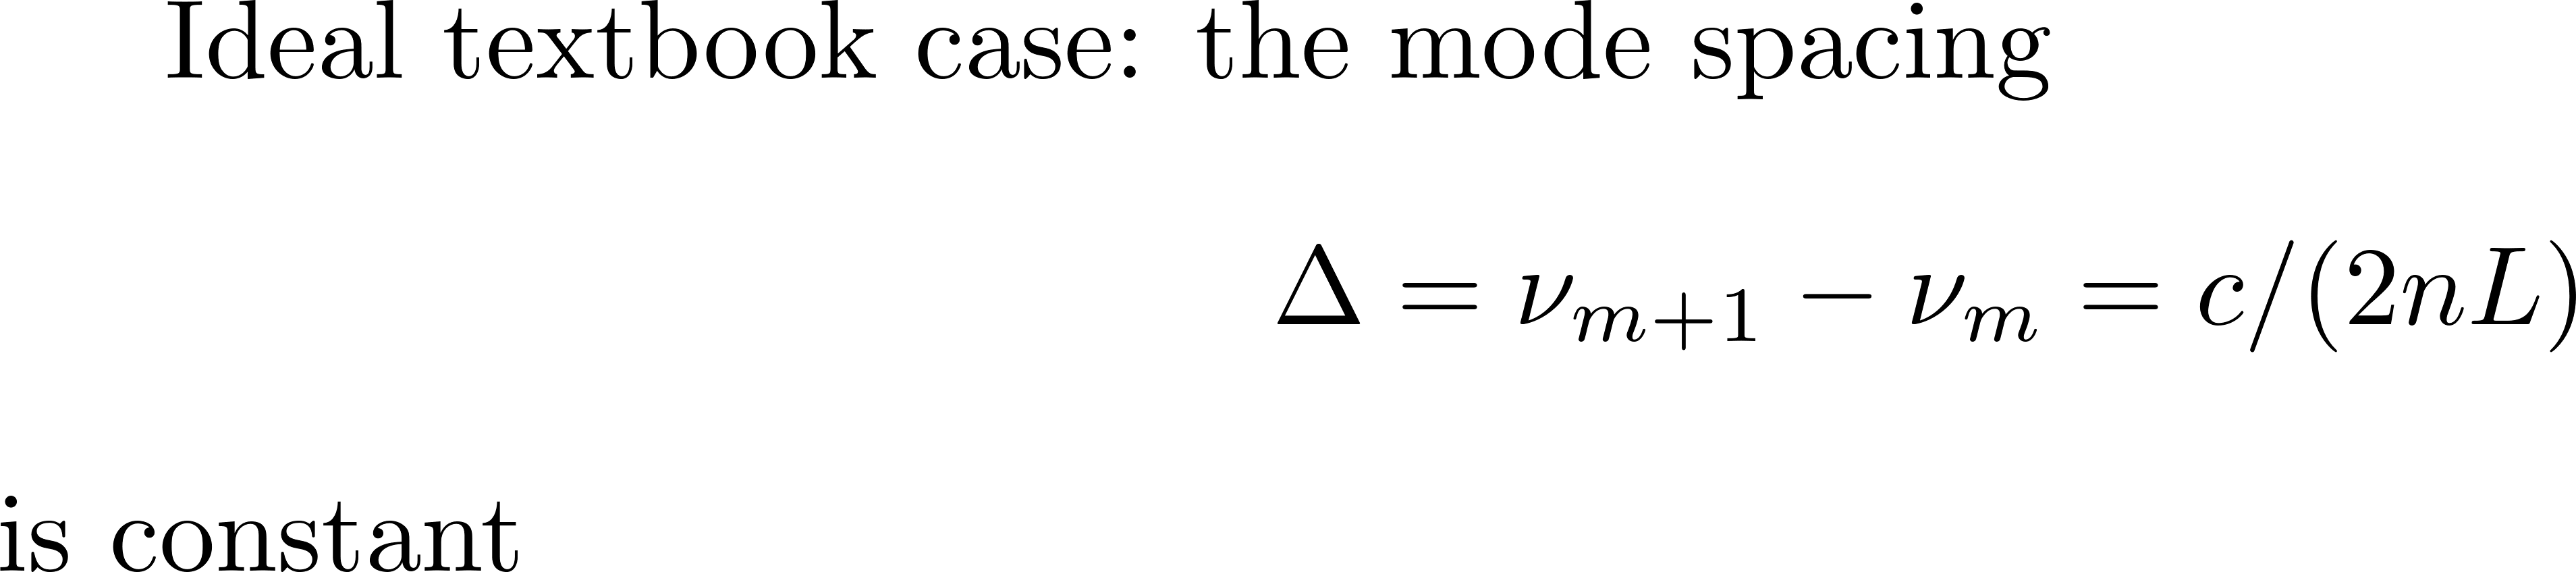 Ideal textbook case: the mode spacing
Δ = ν_{m+1} − ν_m = c/(2nL)
is constant